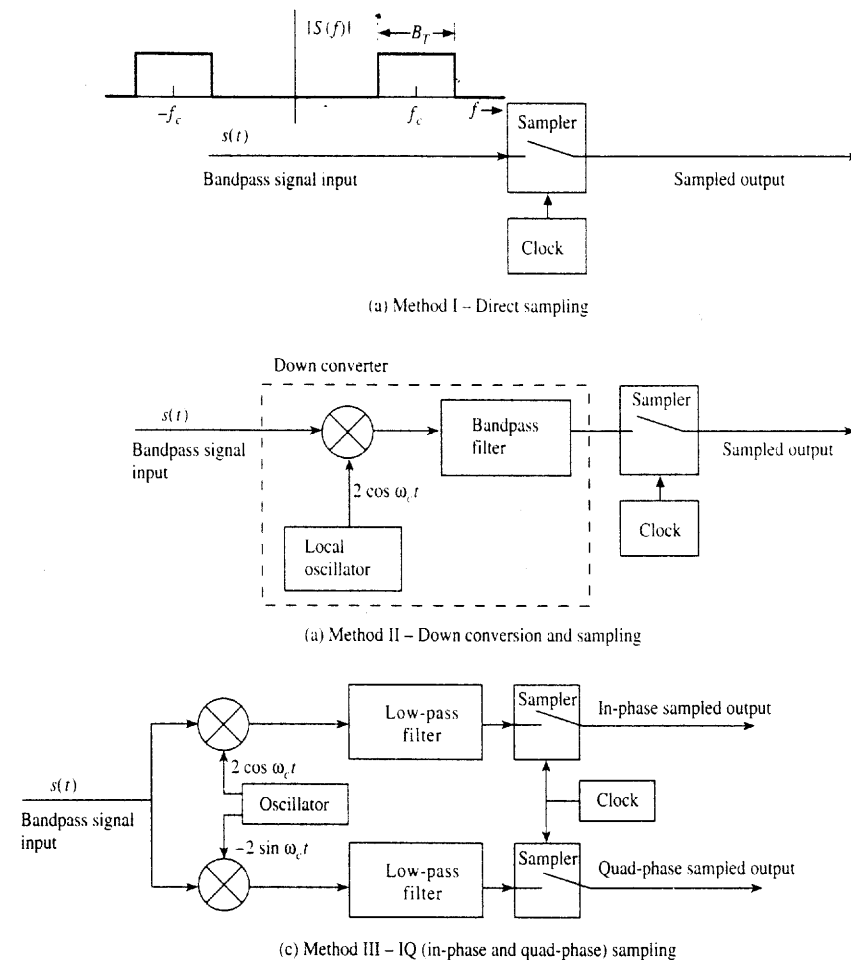 |S(f)|
B_T
-f_c
f_c
f
Sampler
s(t)
Bandpass signal input
Sampled output
Clock
(a) Method I – Direct sampling
Down converter
s(t)
Bandpass signal
input
Bandpass
filter
Sampler
Sampled output
2 cos ω_c t
Clock
Local
oscillator
(a) Method II – Down conversion and sampling
Low-pass
filter
Sampler
In-phase sampled output
s(t)
Bandpass signal
input
2 cos ω_c t
Oscillator
Clock
−2 sin ω_c t
Low-pass
filter
Sampler
Quad-phase sampled output
(c) Method III – IQ (in-phase and quad-phase) sampling